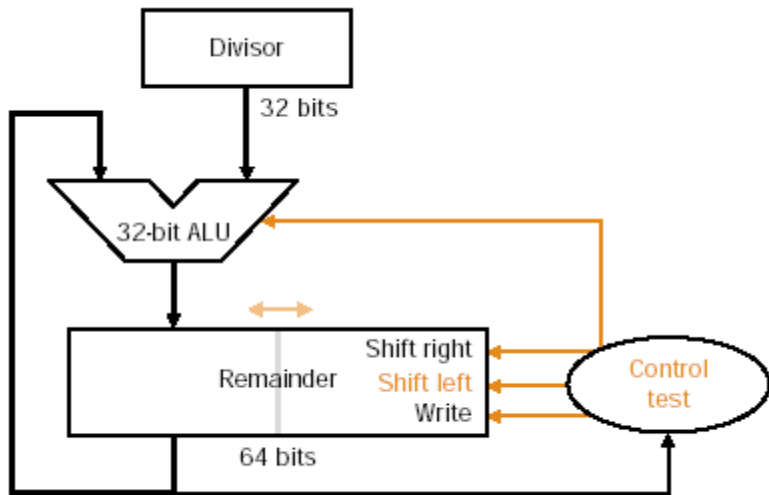 Divisor
32 bits
32-bit ALU
Shift right
Remainder
Shift left
Write
64 bits
Control
test